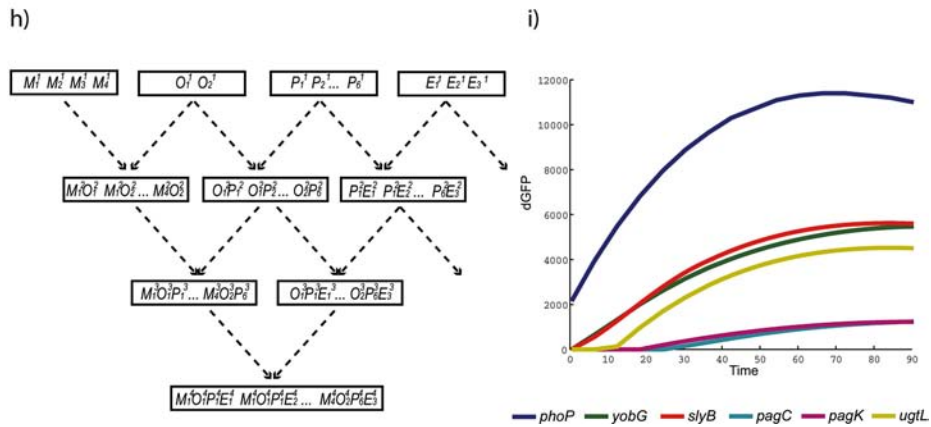 h)
i)
M₁¹ M₂¹ M₃¹ M₄¹
O₁¹ O₂¹
P₁¹ P₂¹... P₆¹
E₁¹ E₂¹ E₃¹
M₁²O₁² M₁²O₂² ... M₄²O₂²
O₁²P₁² O₁²P₂² ... O₂²P₆²
P₁²E₁² P₁²E₂² ... P₆²E₃²
M₁³O₁³P₁³ ... M₄³O₂³P₆³
O₁³P₁³E₁³ ... O₂³P₆³E₃³
M₁⁴O₁⁴P₁⁴E₁⁴ M₁⁴O₁⁴P₁⁴E₂⁴ ... M₄⁴O₂⁴P₆⁴E₃⁴
12000
10000
8000
6000
4000
2000
0
dGFP
0 10 20 30 40 50 60 70 80 90
Time
phoP yobG slyB pagC pagK ugtL